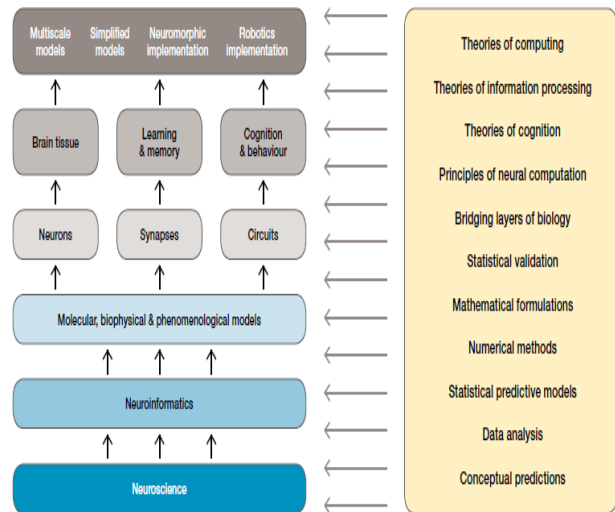 Multiscale models
Simplified models
Neuromorphic implementation
Robotics implementation
Brain tissue
Learning & memory
Cognition & behaviour
Neurons
Synapses
Circuits
Molecular, biophysical & phenomenological models
Neuroinformatics
Neuroscience
Theories of computing
Theories of information processing
Theories of cognition
Principles of neural computation
Bridging layers of biology
Statistical validation
Mathematical formulations
Numerical methods
Statistical predictive models
Data analysis
Conceptual predictions